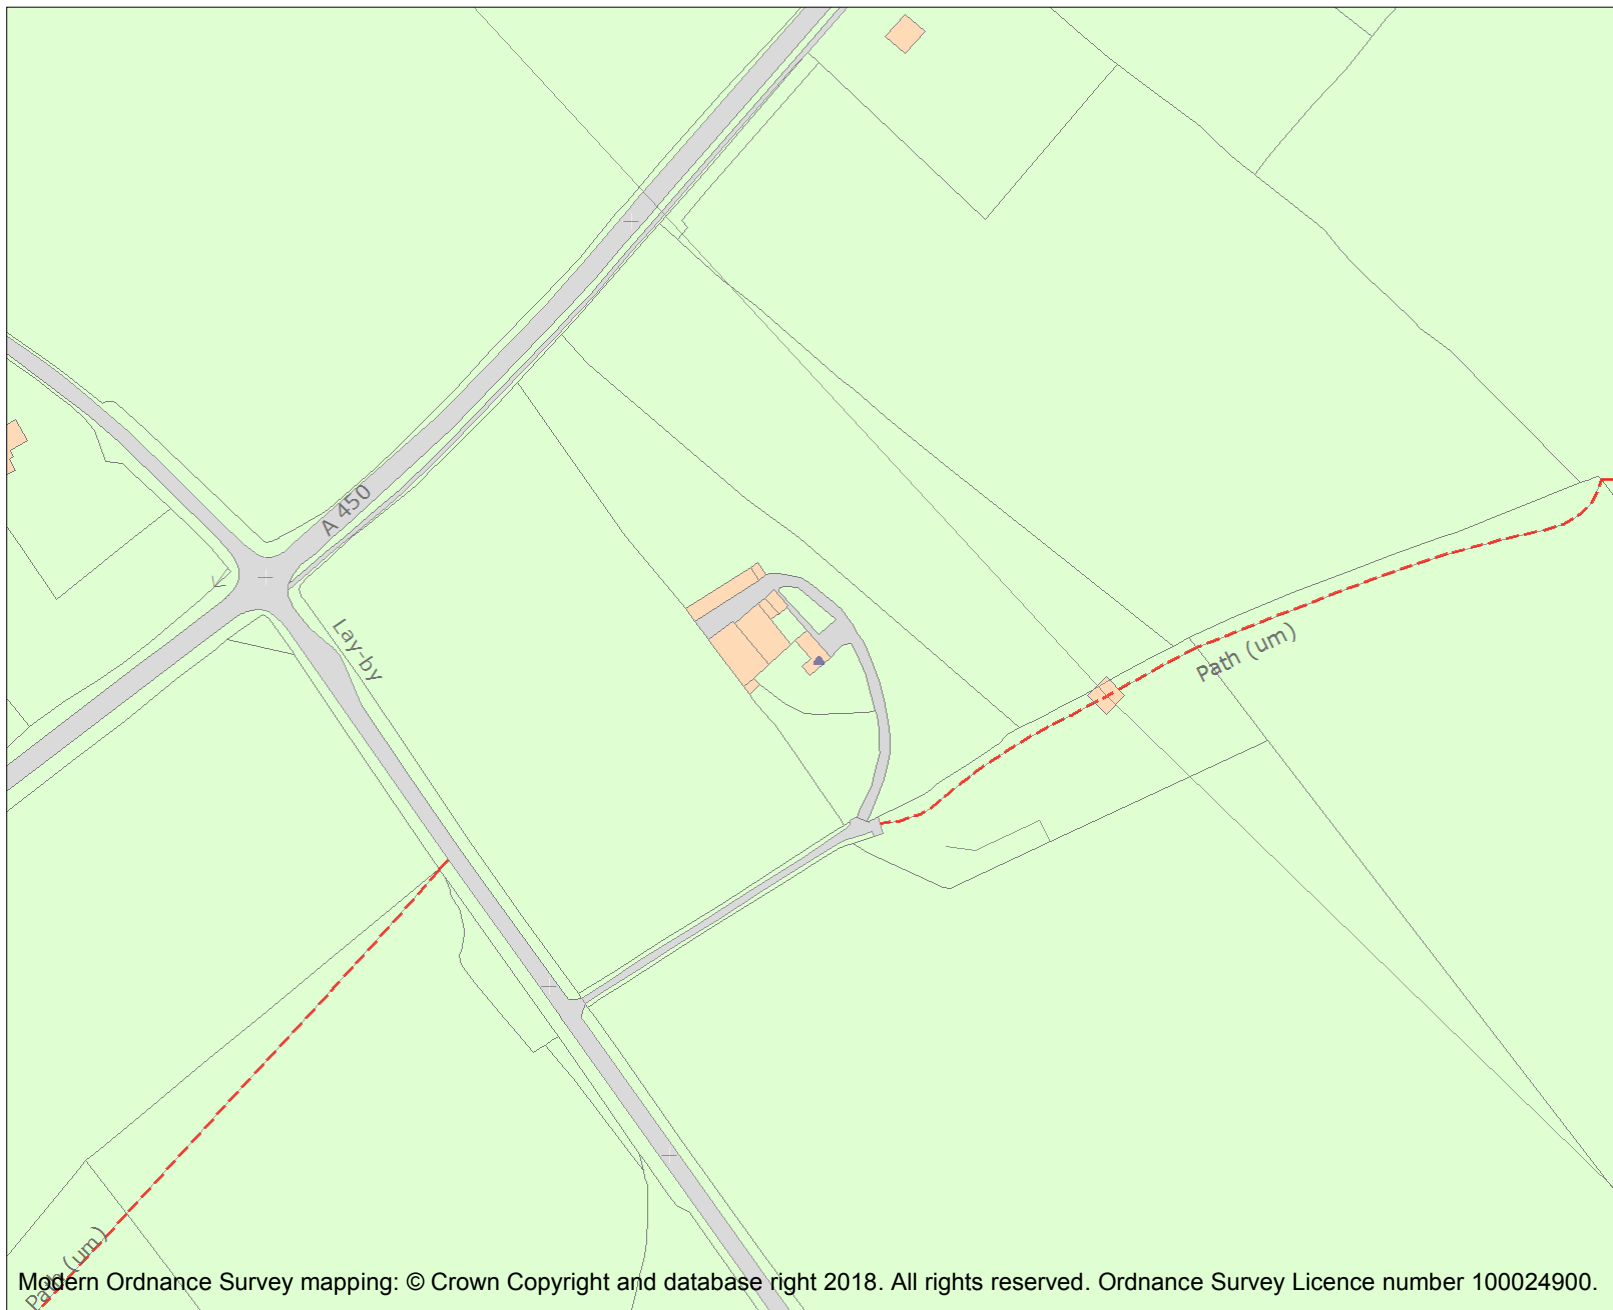 A 450
Lay-by
Path (um)
Path (um)
Modern Ordnance Survey mapping: © Crown Copyright and database right 2018. All rights reserved. Ordnance Survey Licence number 100024900.